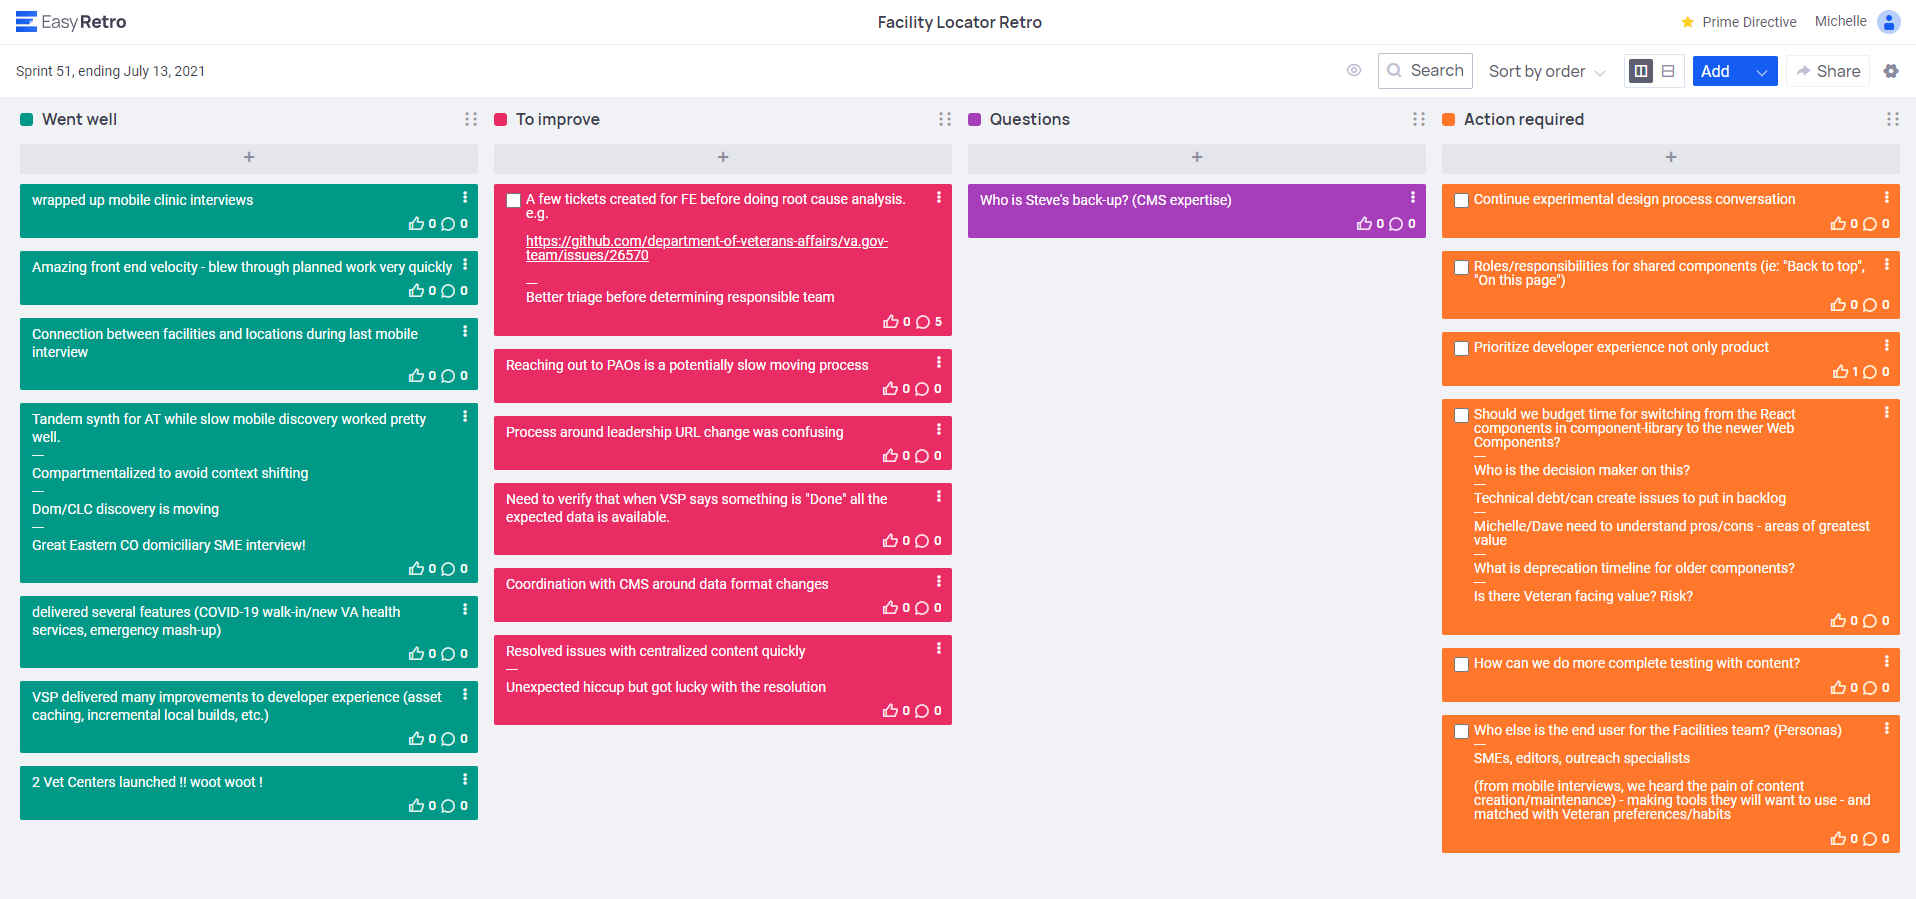 EasyRetro
Facility Locator Retro
Prime Directive
Michelle
Sprint 51, ending July 13, 2021
Search
Sort by order
Add
Share
Went well
+
wrapped up mobile clinic interviews
0 0
Amazing front end velocity - blew through planned work very quickly
0 0
Connection between facilities and locations during last mobile
interview
0 0
Tandem synth for AT while slow mobile discovery worked pretty
well.
—
Compartmentalized to avoid context shifting
—
Dom/CLC discovery is moving
—
Great Eastern CO domiciliary SME interview!
0 0
delivered several features (COVID-19 walk-in/new VA health
services, emergency mash-up)
0 0
VSP delivered many improvements to developer experience (asset
caching, incremental local builds, etc.)
0 0
2 Vet Centers launched !! woot woot !
0 0
To improve
+
A few tickets created for FE before doing root cause analysis.
e.g.
https://github.com/department-of-veterans-affairs/va.gov-
team/issues/26570
—
Better triage before determining responsible team
0 5
Reaching out to PAOs is a potentially slow moving process
0 0
Process around leadership URL change was confusing
0 0
Need to verify that when VSP says something is "Done" all the
expected data is available.
0 0
Coordination with CMS around data format changes
0 0
Resolved issues with centralized content quickly
—
Unexpected hiccup but got lucky with the resolution
0 0
Questions
+
Who is Steve's back-up? (CMS expertise)
0 0
Action required
+
Continue experimental design process conversation
0 0
Roles/responsibilities for shared components (ie: "Back to top",
"On this page")
0 0
Prioritize developer experience not only product
1 0
Should we budget time for switching from the React
components in component-library to the newer Web
Components?
—
Who is the decision maker on this?
—
Technical debt/can create issues to put in backlog
—
Michelle/Dave need to understand pros/cons - areas of greatest
value
—
What is deprecation timeline for older components?
—
Is there Veteran facing value? Risk?
0 0
How can we do more complete testing with content?
0 0
Who else is the end user for the Facilities team? (Personas)
—
SMEs, editors, outreach specialists
(from mobile interviews, we heard the pain of content
creation/maintenance) - making tools they will want to use - and
matched with Veteran preferences/habits
0 0